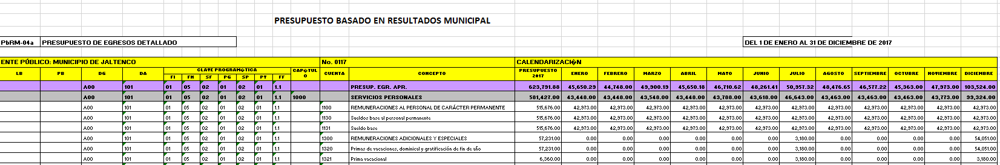 PRESUPUESTO BASADO EN RESULTADOS MUNICIPAL
PbRM-04a PRESUPUESTO DE EGRESOS DETALLADO DEL 1 DE ENERO AL 31 DE DICIEMBRE DE 2017
ENTE PÚBLICO: MUNICIPIO DE JALTENCO No. 0117 CALENDARIZACI�N
LB PB DG DA CLAVE PROGRAM�TICA CAP�TULO CUENTA CONCEPTO PRESUPUESTO 2017 ENERO FEBRERO MARZO ABRIL MAYO JUNIO JULIO AGOSTO SEPTIEMBRE OCTUBRE NOVIEMBRE DICIEMBRE
FI FN SF PG SP PT FF
A00 101 01 05 02 01 02 01 1.1 PRESUP. EGR. APR. 623,791.88 45,650.29 44,748.00 49,900.19 45,650.18 46,710.62 48,261.41 50,957.32 48,476.65 46,577.22 45,363.00 47,973.00 103,524.00
A00 101 01 05 02 01 02 01 1.1 1000 SERVICIOS PERSONALES 581,427.00 43,448.00 43,448.00 43,548.00 43,448.00 43,788.00 43,618.00 46,643.00 43,463.00 43,463.00 43,463.00 43,773.00 99,324.00
A00 101 01 05 02 01 02 01 1.1 1100 REMUNERACIONES AL PERSONAL DE CARÁCTER PERMANENTE 515,676.00 42,973.00 42,973.00 42,973.00 42,973.00 42,973.00 42,973.00 42,973.00 42,973.00 42,973.00 42,973.00 42,973.00 42,973.00
A00 101 01 05 02 01 02 01 1.1 1130 Sueldos base al personal permanente 515,676.00 42,973.00 42,973.00 42,973.00 42,973.00 42,973.00 42,973.00 42,973.00 42,973.00 42,973.00 42,973.00 42,973.00 42,973.00
A00 101 01 05 02 01 02 01 1.1 1131 Sueldo base 515,676.00 42,973.00 42,973.00 42,973.00 42,973.00 42,973.00 42,973.00 42,973.00 42,973.00 42,973.00 42,973.00 42,973.00 42,973.00
A00 101 01 05 02 01 02 01 1.1 1300 REMUNERACIONES ADICIONALES Y ESPECIALES 57,231.00 0.00 0.00 0.00 0.00 0.00 0.00 3,180.00 0.00 0.00 0.00 0.00 54,051.00
A00 101 01 05 02 01 02 01 1.1 1320 Primas de vacaciones, dominical y gratificación de fin de año 57,231.00 0.00 0.00 0.00 0.00 0.00 0.00 3,180.00 0.00 0.00 0.00 0.00 54,051.00
A00 101 01 05 02 01 02 01 1.1 1321 Prima vacacional 6,360.00 0.00 0.00 0.00 0.00 0.00 0.00 3,180.00 0.00 0.00 0.00 0.00 3,180.00